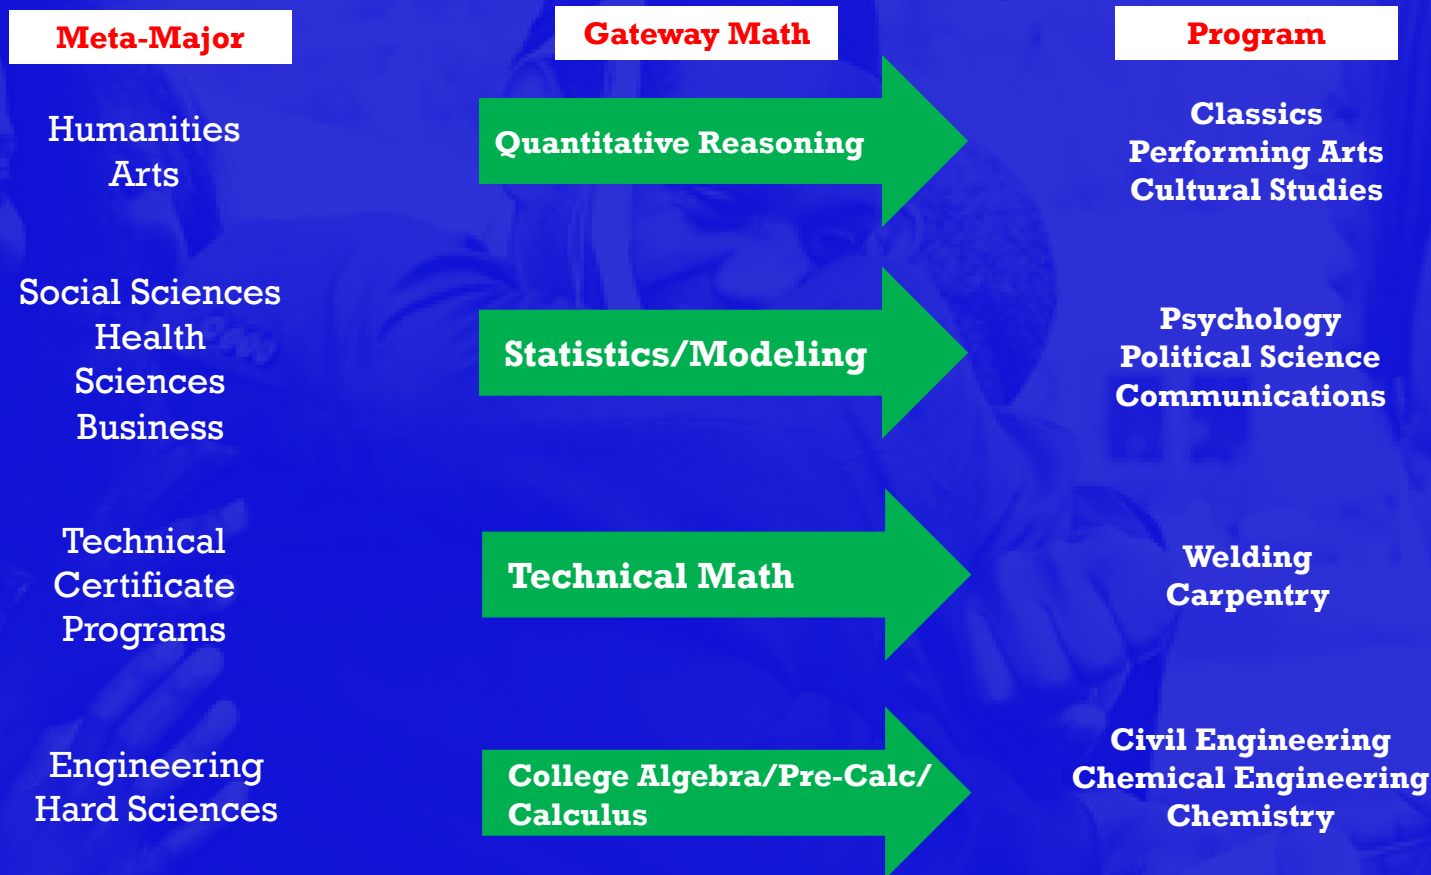 Meta-Major
Gateway Math
Program
Humanities
Arts
Quantitative Reasoning
Classics
Performing Arts
Cultural Studies
Social Sciences
Health
Sciences
Business
Statistics/Modeling
Psychology
Political Science
Communications
Technical
Certificate
Programs
Technical Math
Welding
Carpentry
Engineering
Hard Sciences
College Algebra/Pre-Calc/
Calculus
Civil Engineering
Chemical Engineering
Chemistry